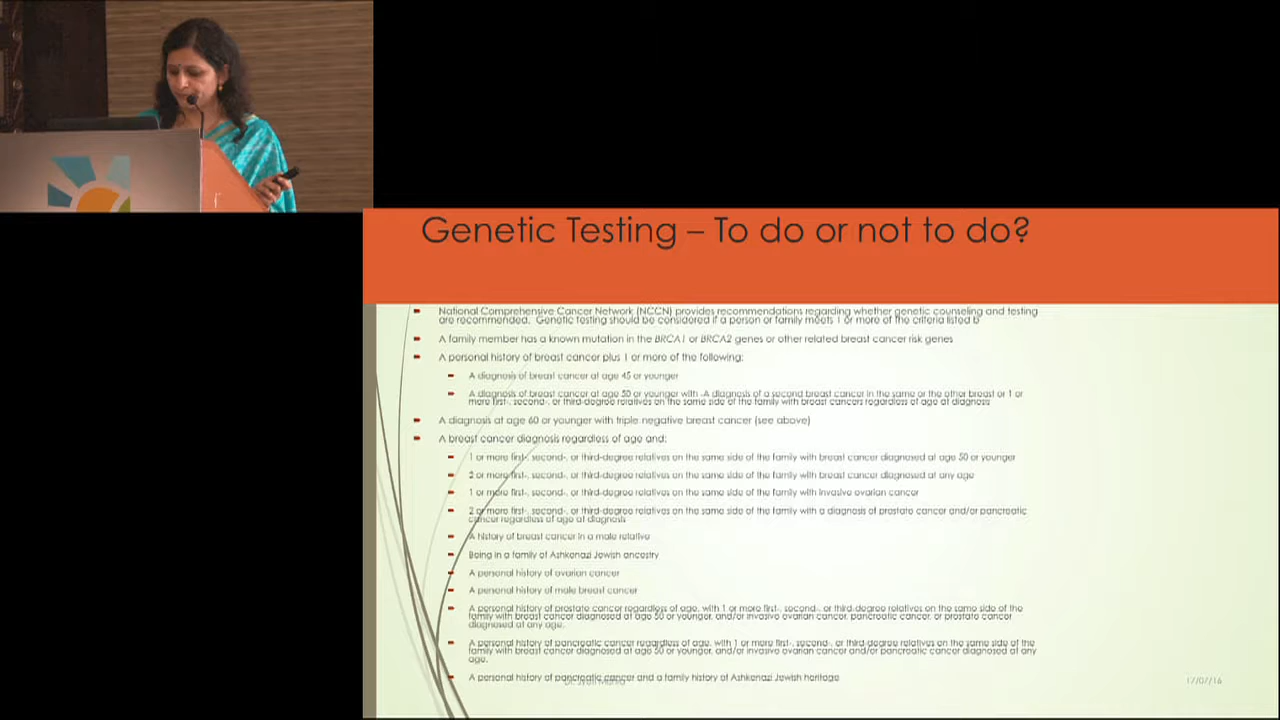 Genetic Testing – To do or not to do?
National Comprehensive Cancer Network (NCCN) provides recommendations regarding whether genetic counseling and testing
are recommended. Genetic testing should be considered if a person or family meets 1 or more of the criteria listed b
A family member has a known mutation in the BRCA1 or BRCA2 genes or other related breast cancer risk genes
A personal history of breast cancer plus 1 or more of the following:
A diagnosis of breast cancer at age 45 or younger
A diagnosis of breast cancer at age 50 or younger with -A diagnosis of a second breast cancer in the same or the other breast or 1 or
more first-, second-, or third-degree relatives on the same side of the family with breast cancers regardless of age at diagnosis
A diagnosis at age 60 or younger with triple negative breast cancer (see above)
A breast cancer diagnosis regardless of age and:
1 or more first-, second-, or third-degree relatives on the same side of the family with breast cancer diagnosed at age 50 or younger
2 or more first-, second-, or third-degree relatives on the same side of the family with breast cancer diagnosed at any age
1 or more first-, second-, or third-degree relatives on the same side of the family with invasive ovarian cancer
2 or more first-, second-, or third-degree relatives on the same side of the family with a diagnosis of prostate cancer and/or pancreatic
cancer regardless of age at diagnosis
A history of breast cancer in a male relative
Being in a family of Ashkenazi Jewish ancestry
A personal history of ovarian cancer
A personal history of male breast cancer
A personal history of prostate cancer regardless of age, with 1 or more first-, second-, or third-degree relatives on the same side of the
family with breast cancer diagnosed at age 50 or younger, and/or invasive ovarian cancer, pancreatic cancer, or prostate cancer
diagnosed at any age.
A personal history of pancreatic cancer regardless of age, with 1 or more first-, second-, or third-degree relatives on the same side of the
family with breast cancer diagnosed at age 50 or younger, and/or invasive ovarian cancer and/or pancreatic cancer diagnosed at any
age.
A personal history of pancreatic cancer and a family history of Ashkenazi Jewish heritage
17/07/16